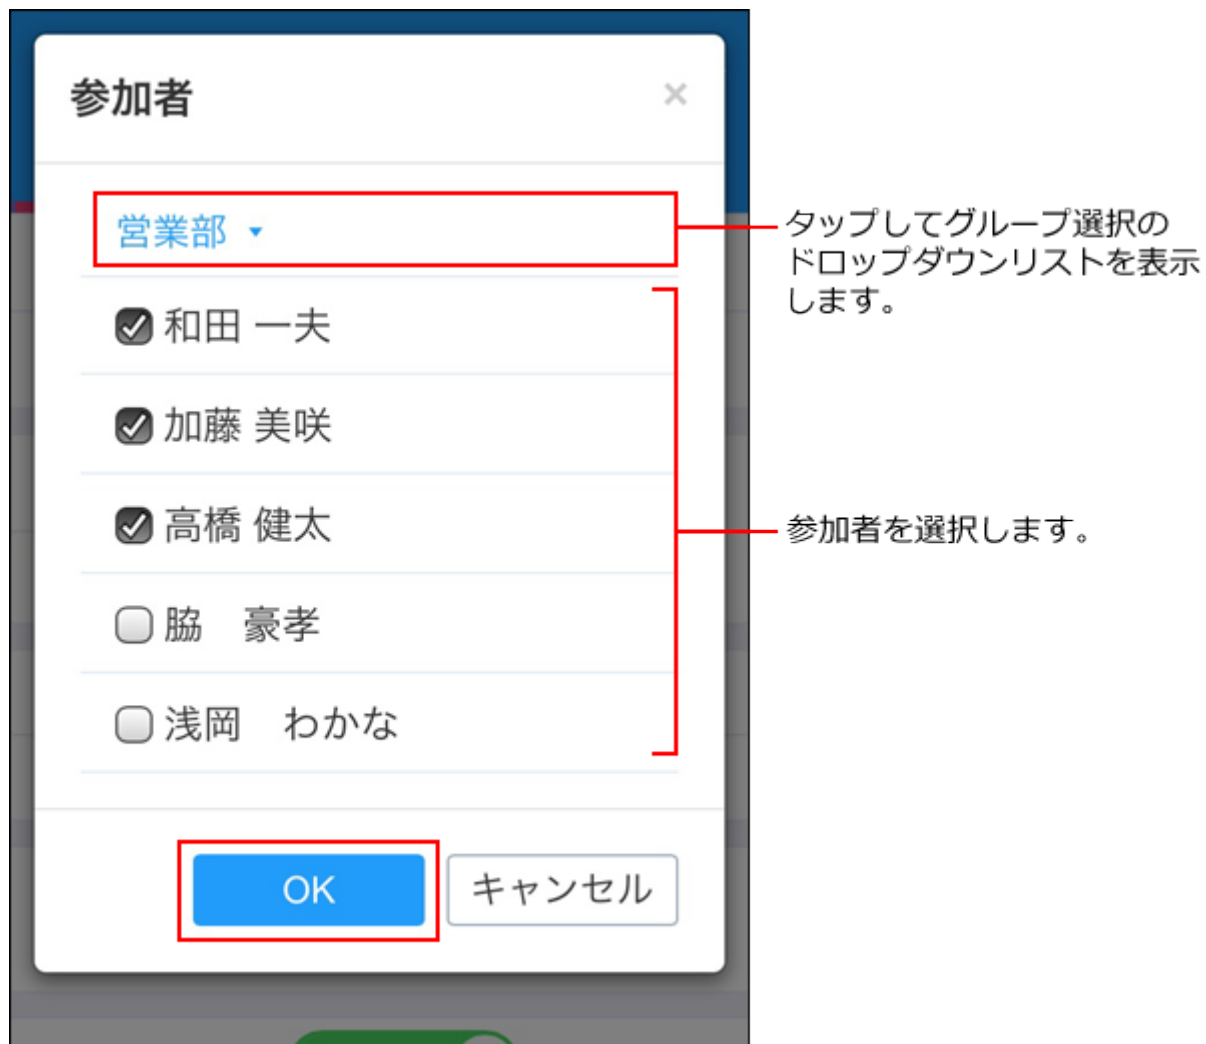 参加者
×
営業部
タップしてグループ選択の
ドロップダウンリストを表示
します。
和田 一夫
加藤 美咲
高橋 健太
参加者を選択します。
脇　豪孝
浅岡　わかな
OK
キャンセル